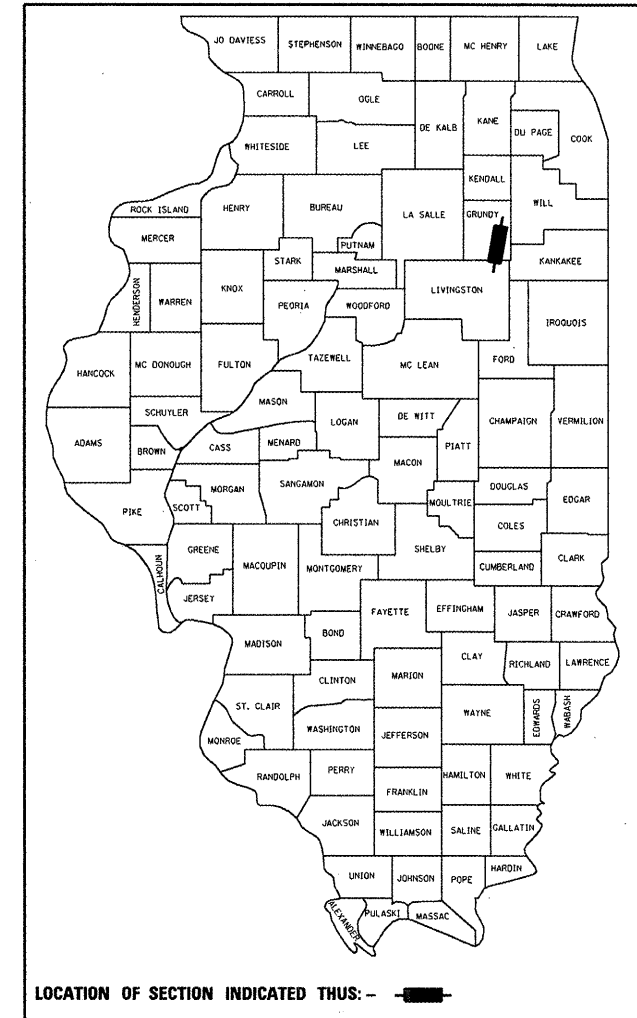 JO DAVIESS
STEPHENSON
WINNEBAGO
BOONE
MC HENRY
LAKE
CARROLL
OGLE
DE KALB
KANE
DU PAGE
COOK
WHITESIDE
LEE
KENDALL
WILL
ROCK ISLAND
HENRY
BUREAU
LA SALLE
GRUNDY
MERCER
PUTNAM
KANKAKEE
STARK
MARSHALL
HENDERSON
WARREN
KNOX
PEORIA
WOODFORD
LIVINGSTON
IROQUOIS
HANCOCK
MC DONOUGH
FULTON
TAZEWELL
MC LEAN
FORD
SCHUYLER
MASON
LOGAN
DE WITT
CHAMPAIGN
VERMILION
ADAMS
BROWN
CASS
MENARD
MACON
PIATT
MORGAN
SANGAMON
DOUGLAS
EDGAR
PIKE
SCOTT
CHRISTIAN
MOULTRIE
COLES
GREENE
MACOUPIN
MONTGOMERY
SHELBY
CUMBERLAND
CLARK
CALHOUN
JERSEY
FAYETTE
EFFINGHAM
JASPER
CRAWFORD
MADISON
BOND
CLAY
RICHLAND
LAWRENCE
CLINTON
MARION
ST. CLAIR
WAYNE
EDWARDS
WABASH
WASHINGTON
JEFFERSON
MONROE
RANDOLPH
PERRY
HAMILTON
WHITE
FRANKLIN
JACKSON
WILLIAMSON
SALINE
GALLATIN
UNION
JOHNSON
POPE
HARDIN
ALEXANDER
PULASKI
MASSAC
LOCATION OF SECTION INDICATED THUS: –